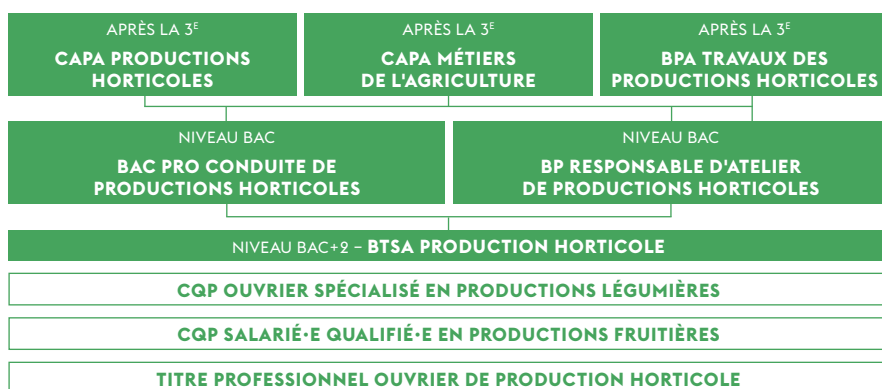 APRÈS LA 3E
CAPA PRODUCTIONS
HORTICOLES
APRÈS LA 3E
CAPA MÉTIERS
DE L'AGRICULTURE
APRÈS LA 3E
BPA TRAVAUX DES
PRODUCTIONS HORTICOLES
NIVEAU BAC
BAC PRO CONDUITE DE
PRODUCTIONS HORTICOLES
NIVEAU BAC
BP RESPONSABLE D'ATELIER
DE PRODUCTIONS HORTICOLES
NIVEAU BAC+2 – BTSA PRODUCTION HORTICOLE
CQP OUVRIER SPÉCIALISÉ EN PRODUCTIONS LÉGUMIÈRES
CQP SALARIÉ·E QUALIFIÉ·E EN PRODUCTIONS FRUITIÈRES
TITRE PROFESSIONNEL OUVRIER DE PRODUCTION HORTICOLE